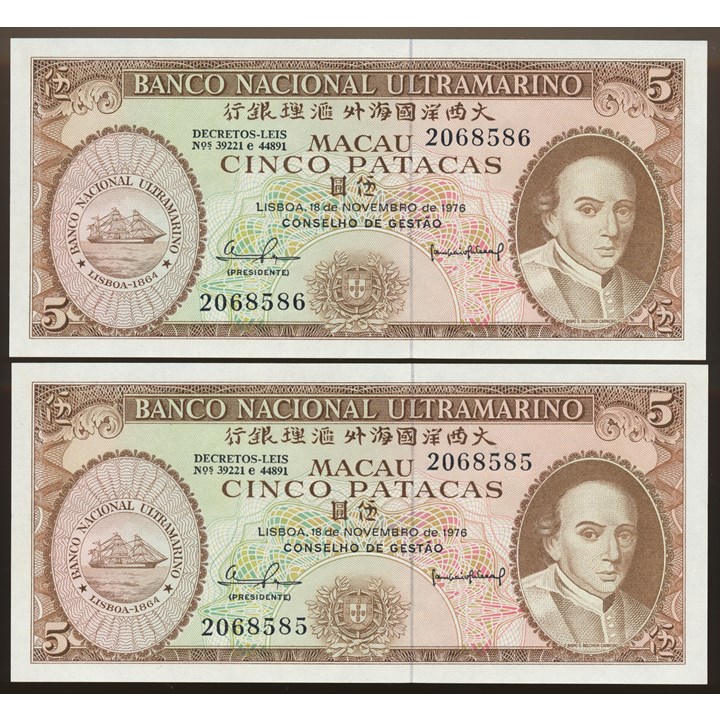 伍 BANCO NACIONAL ULTRAMARINO 5
行銀理滙外海國洋西大
DECRETOS-LEIS
Nos 39221 e 44891
MACAU 2068586
CINCO PATACAS
圓伍
LISBOA, 18 de NOVEMBRO de 1976
CONSELHO DE GESTÃO
BANCO NACIONAL ULTRAMARINO
★ LISBOA-1864 ★
(PRESIDENTE)
2068586
5 伍
伍 BANCO NACIONAL ULTRAMARINO 5
行銀理滙外海國洋西大
DECRETOS-LEIS
Nos 39221 e 44891
MACAU 2068585
CINCO PATACAS
圓伍
LISBOA, 18 de NOVEMBRO de 1976
CONSELHO DE GESTÃO
BANCO NACIONAL ULTRAMARINO
★ LISBOA-1864 ★
(PRESIDENTE)
2068585
5 伍